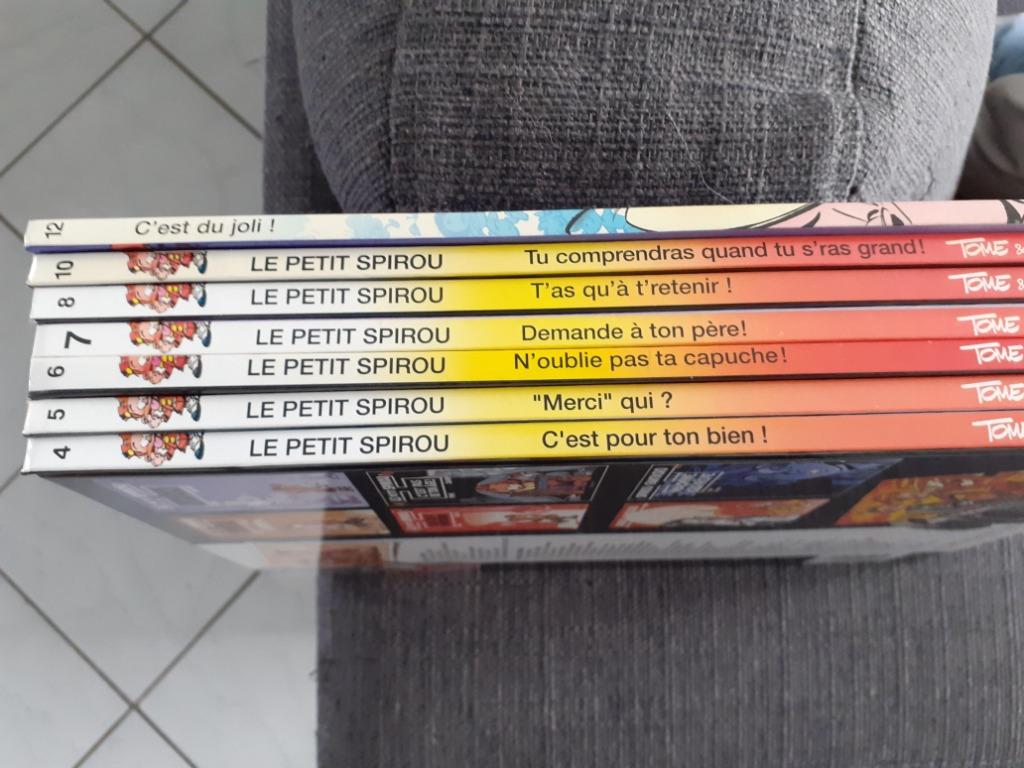 12 C'est du joli !
10 LE PETIT SPIROU Tu comprendras quand tu s'ras grand! TOME &
8 LE PETIT SPIROU T'as qu'à t'retenir ! TOME &
7 LE PETIT SPIROU Demande à ton père! TOME
6 LE PETIT SPIROU N'oublie pas ta capuche! TOME
5 LE PETIT SPIROU "Merci" qui ? TOME
4 LE PETIT SPIROU C'est pour ton bien ! TOM